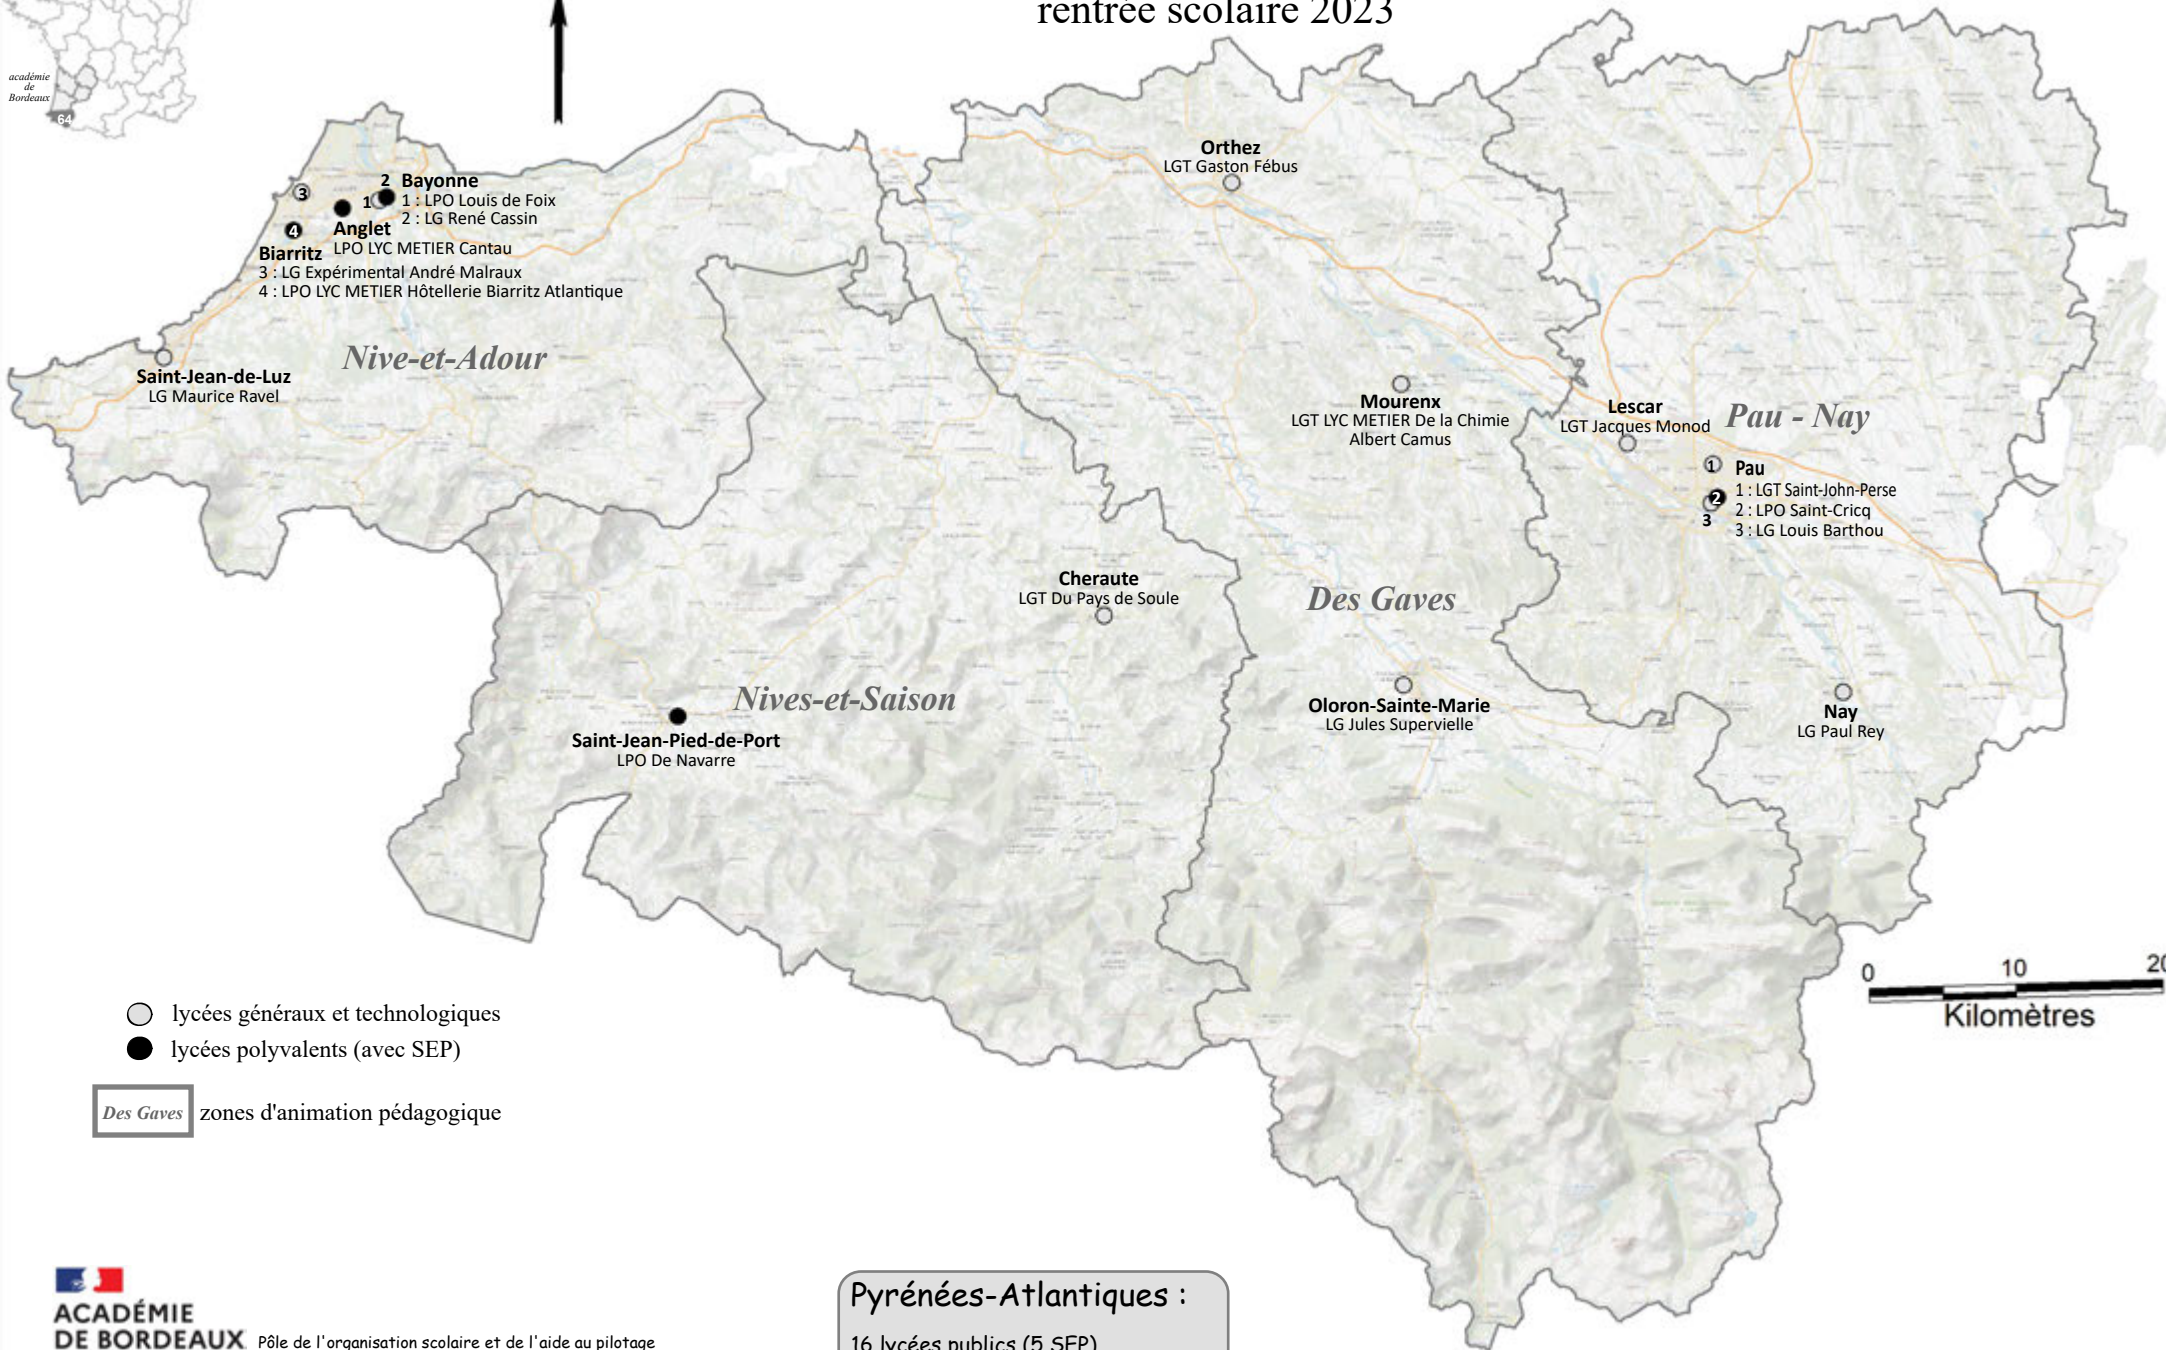 rentrée scolaire 2023
académie
de
Bordeaux
64
Orthez
LGT Gaston Fébus
3
2
Bayonne
1
1 : LPO Louis de Foix
2 : LG René Cassin
4
Anglet
LPO LYC METIER Cantau
Biarritz
3 : LG Expérimental André Malraux
4 : LPO LYC METIER Hôtellerie Biarritz Atlantique
Nive-et-Adour
Saint-Jean-de-Luz
LG Maurice Ravel
Mourenx
LGT LYC METIER De la Chimie
Albert Camus
Lescar
LGT Jacques Monod
Pau - Nay
1
Pau
1 : LGT Saint-John-Perse
2
2 : LPO Saint-Cricq
3
3 : LG Louis Barthou
Cheraute
LGT Du Pays de Soule
Des Gaves
Nives-et-Saison
Oloron-Sainte-Marie
LG Jules Supervielle
Nay
LG Paul Rey
Saint-Jean-Pied-de-Port
LPO De Navarre
0 10 20
Kilomètres
lycées généraux et technologiques
lycées polyvalents (avec SEP)
Des Gaves
zones d'animation pédagogique
ACADÉMIE
DE BORDEAUX
Pôle de l'organisation scolaire et de l'aide au pilotage
Pyrénées-Atlantiques :
16 lycées publics (5 SEP)